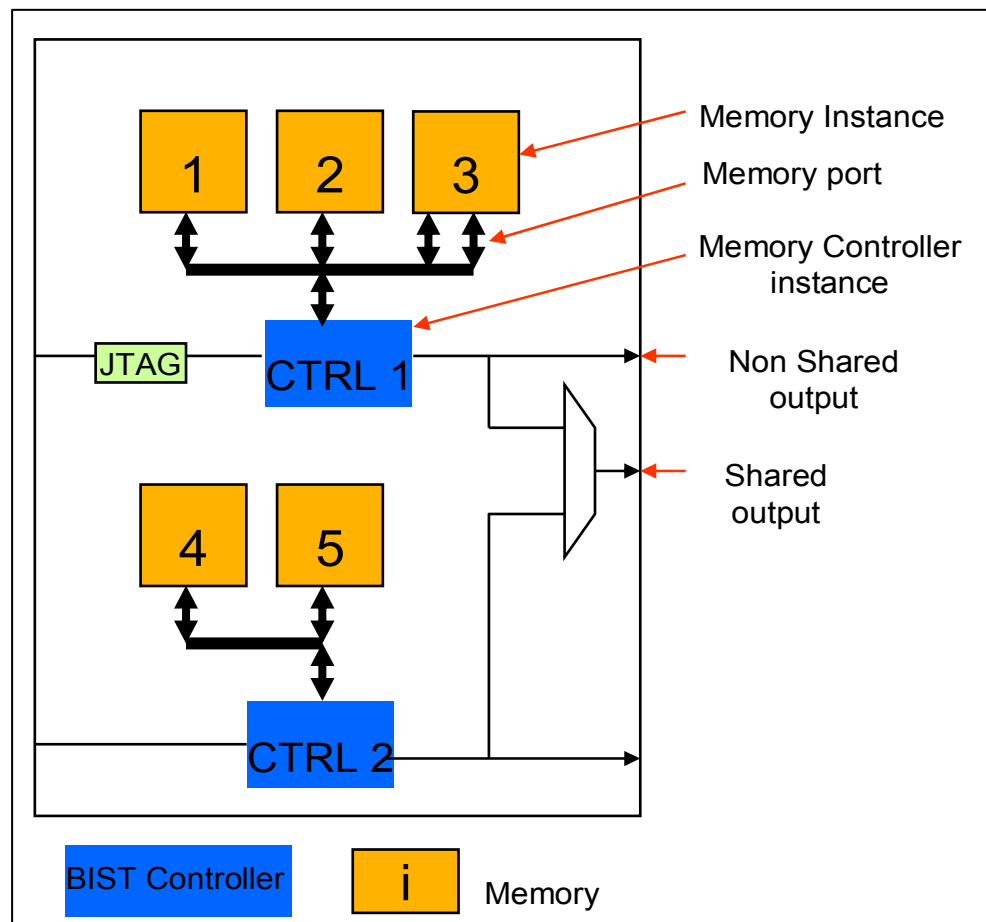 1
2
3
Memory Instance
Memory port
Memory Controller
instance
JTAG
CTRL 1
Non Shared
output
Shared
output
4
5
CTRL 2
BIST Controller
i
Memory